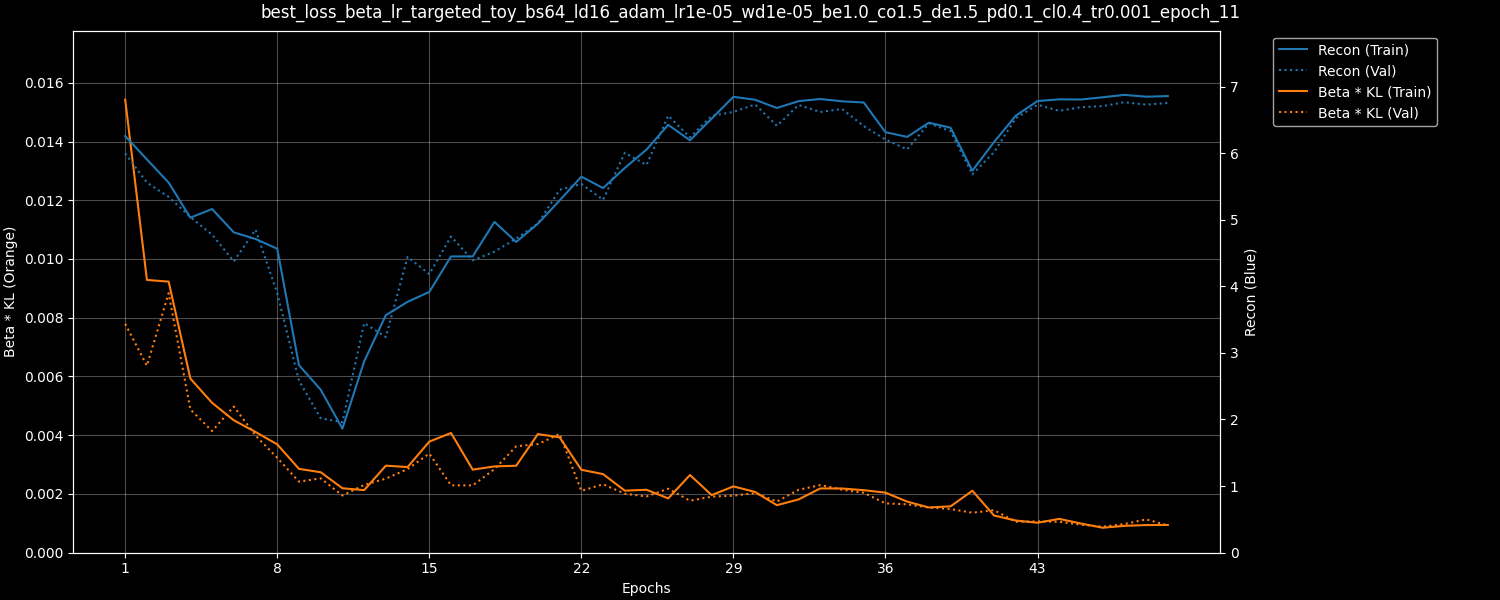 best_loss_beta_lr_targeted_toy_bs64_ld16_adam_lr1e-05_wd1e-05_be1.0_co1.5_de1.5_pd0.1_cl0.4_tr0.001_epoch_11
Recon (Train)
Recon (Val)
Beta * KL (Train)
Beta * KL (Val)
Beta * KL (Orange)
0.016
0.014
0.012
0.010
0.008
0.006
0.004
0.002
0.000
7
6
5
4
3
2
1
0
Recon (Blue)
1 8 15 22 29 36 43
Epochs